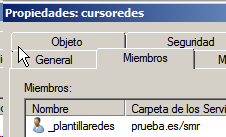 Propiedades: cursoredes
Objeto Seguridad
General Miembros
Miembros:
Nombre Carpeta de los Servi
_plantillaredes prueba.es/smr